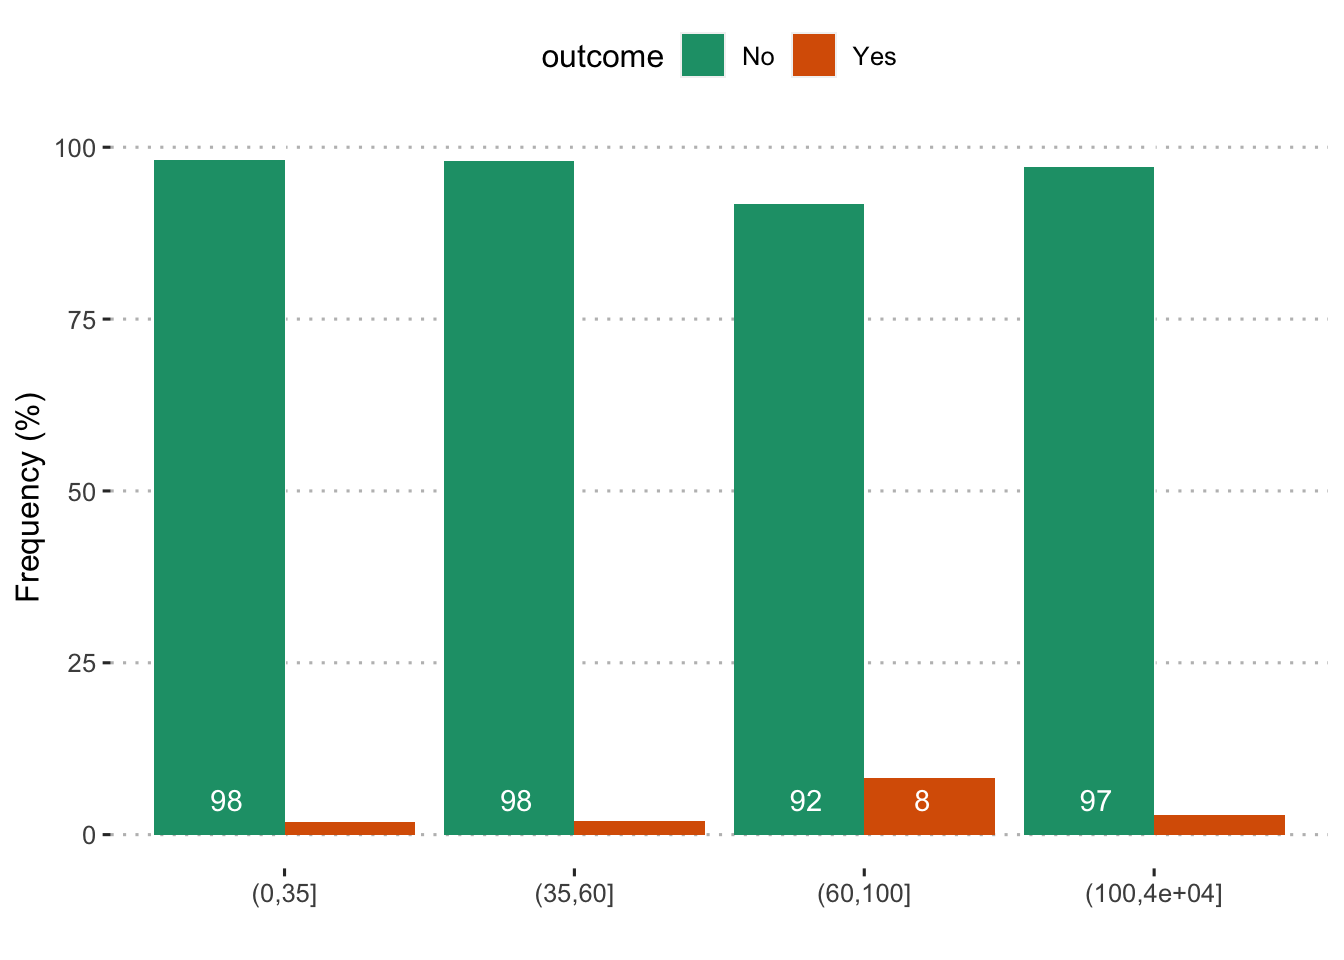 outcome No Yes
100
75
50
25
0
Frequency (%)
98 98 92 8 97
(0,35] (35,60] (60,100] (100,4e+04]